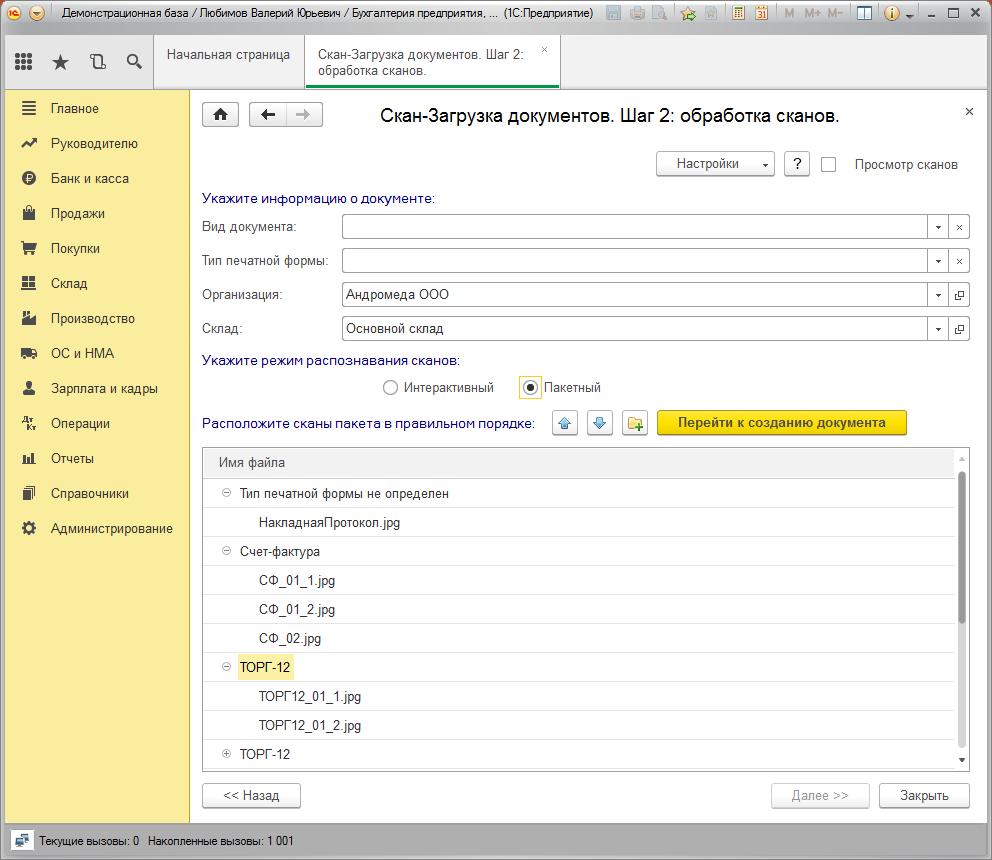 Демонстрационная база / Любимов Валерий Юрьевич / Бухгалтерия предприятия, ... (1С:Предприятие)
M M+ M-
Начальная страница
Скан-Загрузка документов. Шаг 2:
обработка сканов.
Главное
Руководителю
Банк и касса
Продажи
Покупки
Склад
Производство
ОС и НМА
Зарплата и кадры
Операции
Отчеты
Справочники
Администрирование
Скан-Загрузка документов. Шаг 2: обработка сканов.
Настройки
?
Просмотр сканов
Укажите информацию о документе:
Вид документа:
Тип печатной формы:
Организация:
Андромеда ООО
Склад:
Основной склад
Укажите режим распознавания сканов:
Интерактивный
Пакетный
Расположите сканы пакета в правильном порядке:
Перейти к созданию документа
Имя файла
Тип печатной формы не определен
НакладнаяПротокол.jpg
Счет-фактура
СФ_01_1.jpg
СФ_01_2.jpg
СФ_02.jpg
ТОРГ-12
ТОРГ12_01_1.jpg
ТОРГ12_01_2.jpg
ТОРГ-12
<< Назад
Далее >>
Закрыть
Текущие вызовы: 0 Накопленные вызовы: 1 001